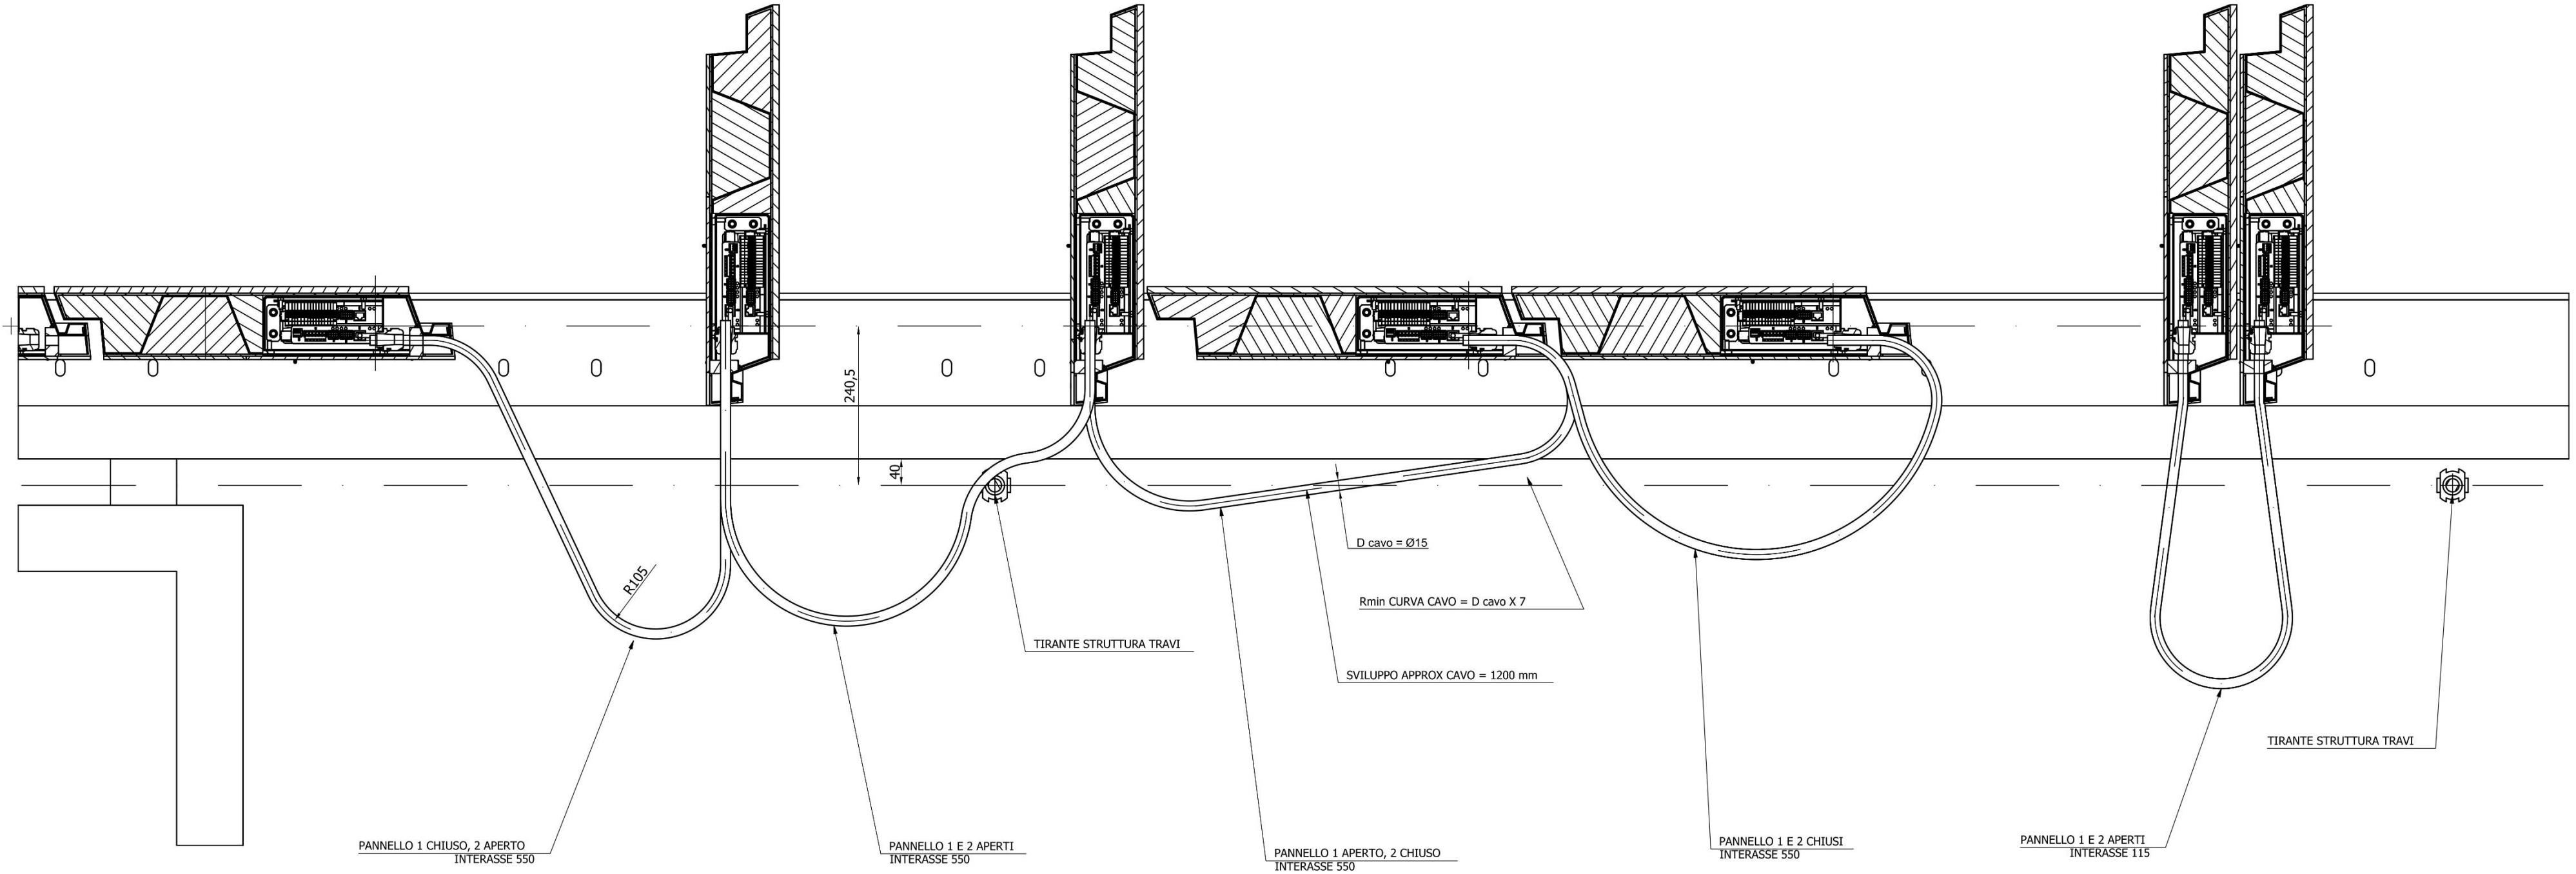 240,5
40
R105
D cavo = Ø15
Rmin CURVA CAVO = D cavo X 7
TIRANTE STRUTTURA TRAVI
SVILUPPO APPROX CAVO = 1200 mm
TIRANTE STRUTTURA TRAVI
PANNELLO 1 CHIUSO, 2 APERTO
INTERASSE 550
PANNELLO 1 E 2 APERTI
INTERASSE 550
PANNELLO 1 APERTO, 2 CHIUSO
INTERASSE 550
PANNELLO 1 E 2 CHIUSI
INTERASSE 550
PANNELLO 1 E 2 APERTI
INTERASSE 115